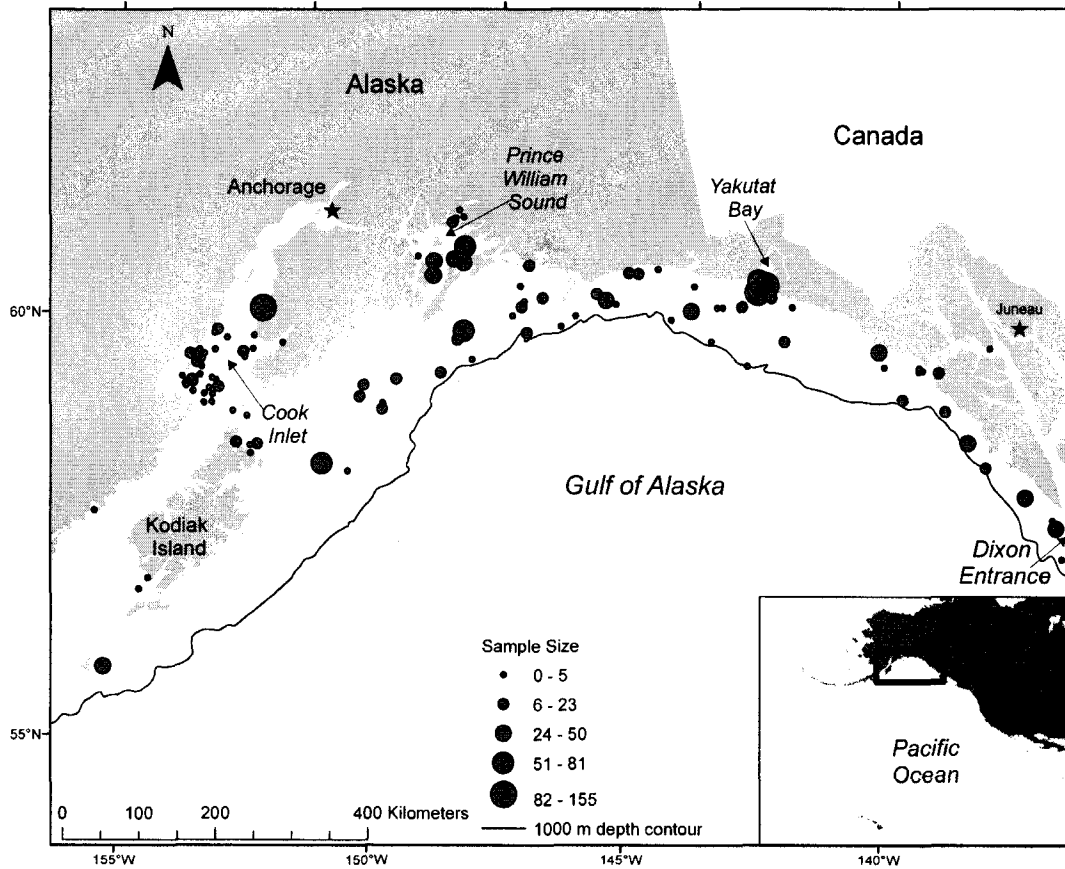 N
Alaska
Canada
Prince
William
Sound
Anchorage
Yakutat
Bay
60°N
Juneau
Cook
Inlet
Gulf of Alaska
Kodiak
Island
Dixon
Entrance
Sample Size
0 - 5
6 - 23
24 - 50
51 - 81
82 - 155
1000 m depth contour
55°N
0 100 200 400 Kilometers
Pacific
Ocean
155°W 150°W 145°W 140°W